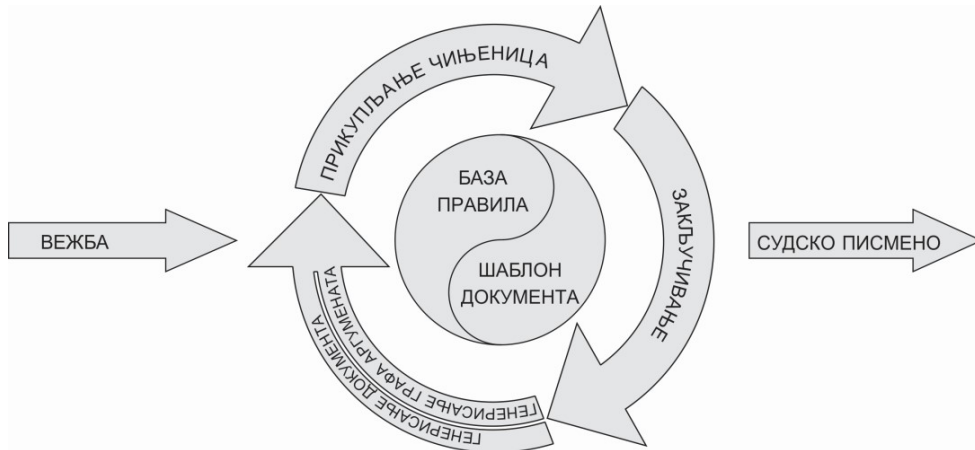 ПРИКУПЉАЊЕ ЧИЊЕНИЦА
БАЗА
ПРАВИЛА
ШАБЛОН
ДОКУМЕНТА
ВЕЖБА
ЗАКЉУЧИВАЊЕ
СУДСКО ПИСМЕНО
ГЕНЕРИСАЊЕ ГРАФА АРГУМЕНАТА
ГЕНЕРИСАЊЕ ДОКУМЕНТА